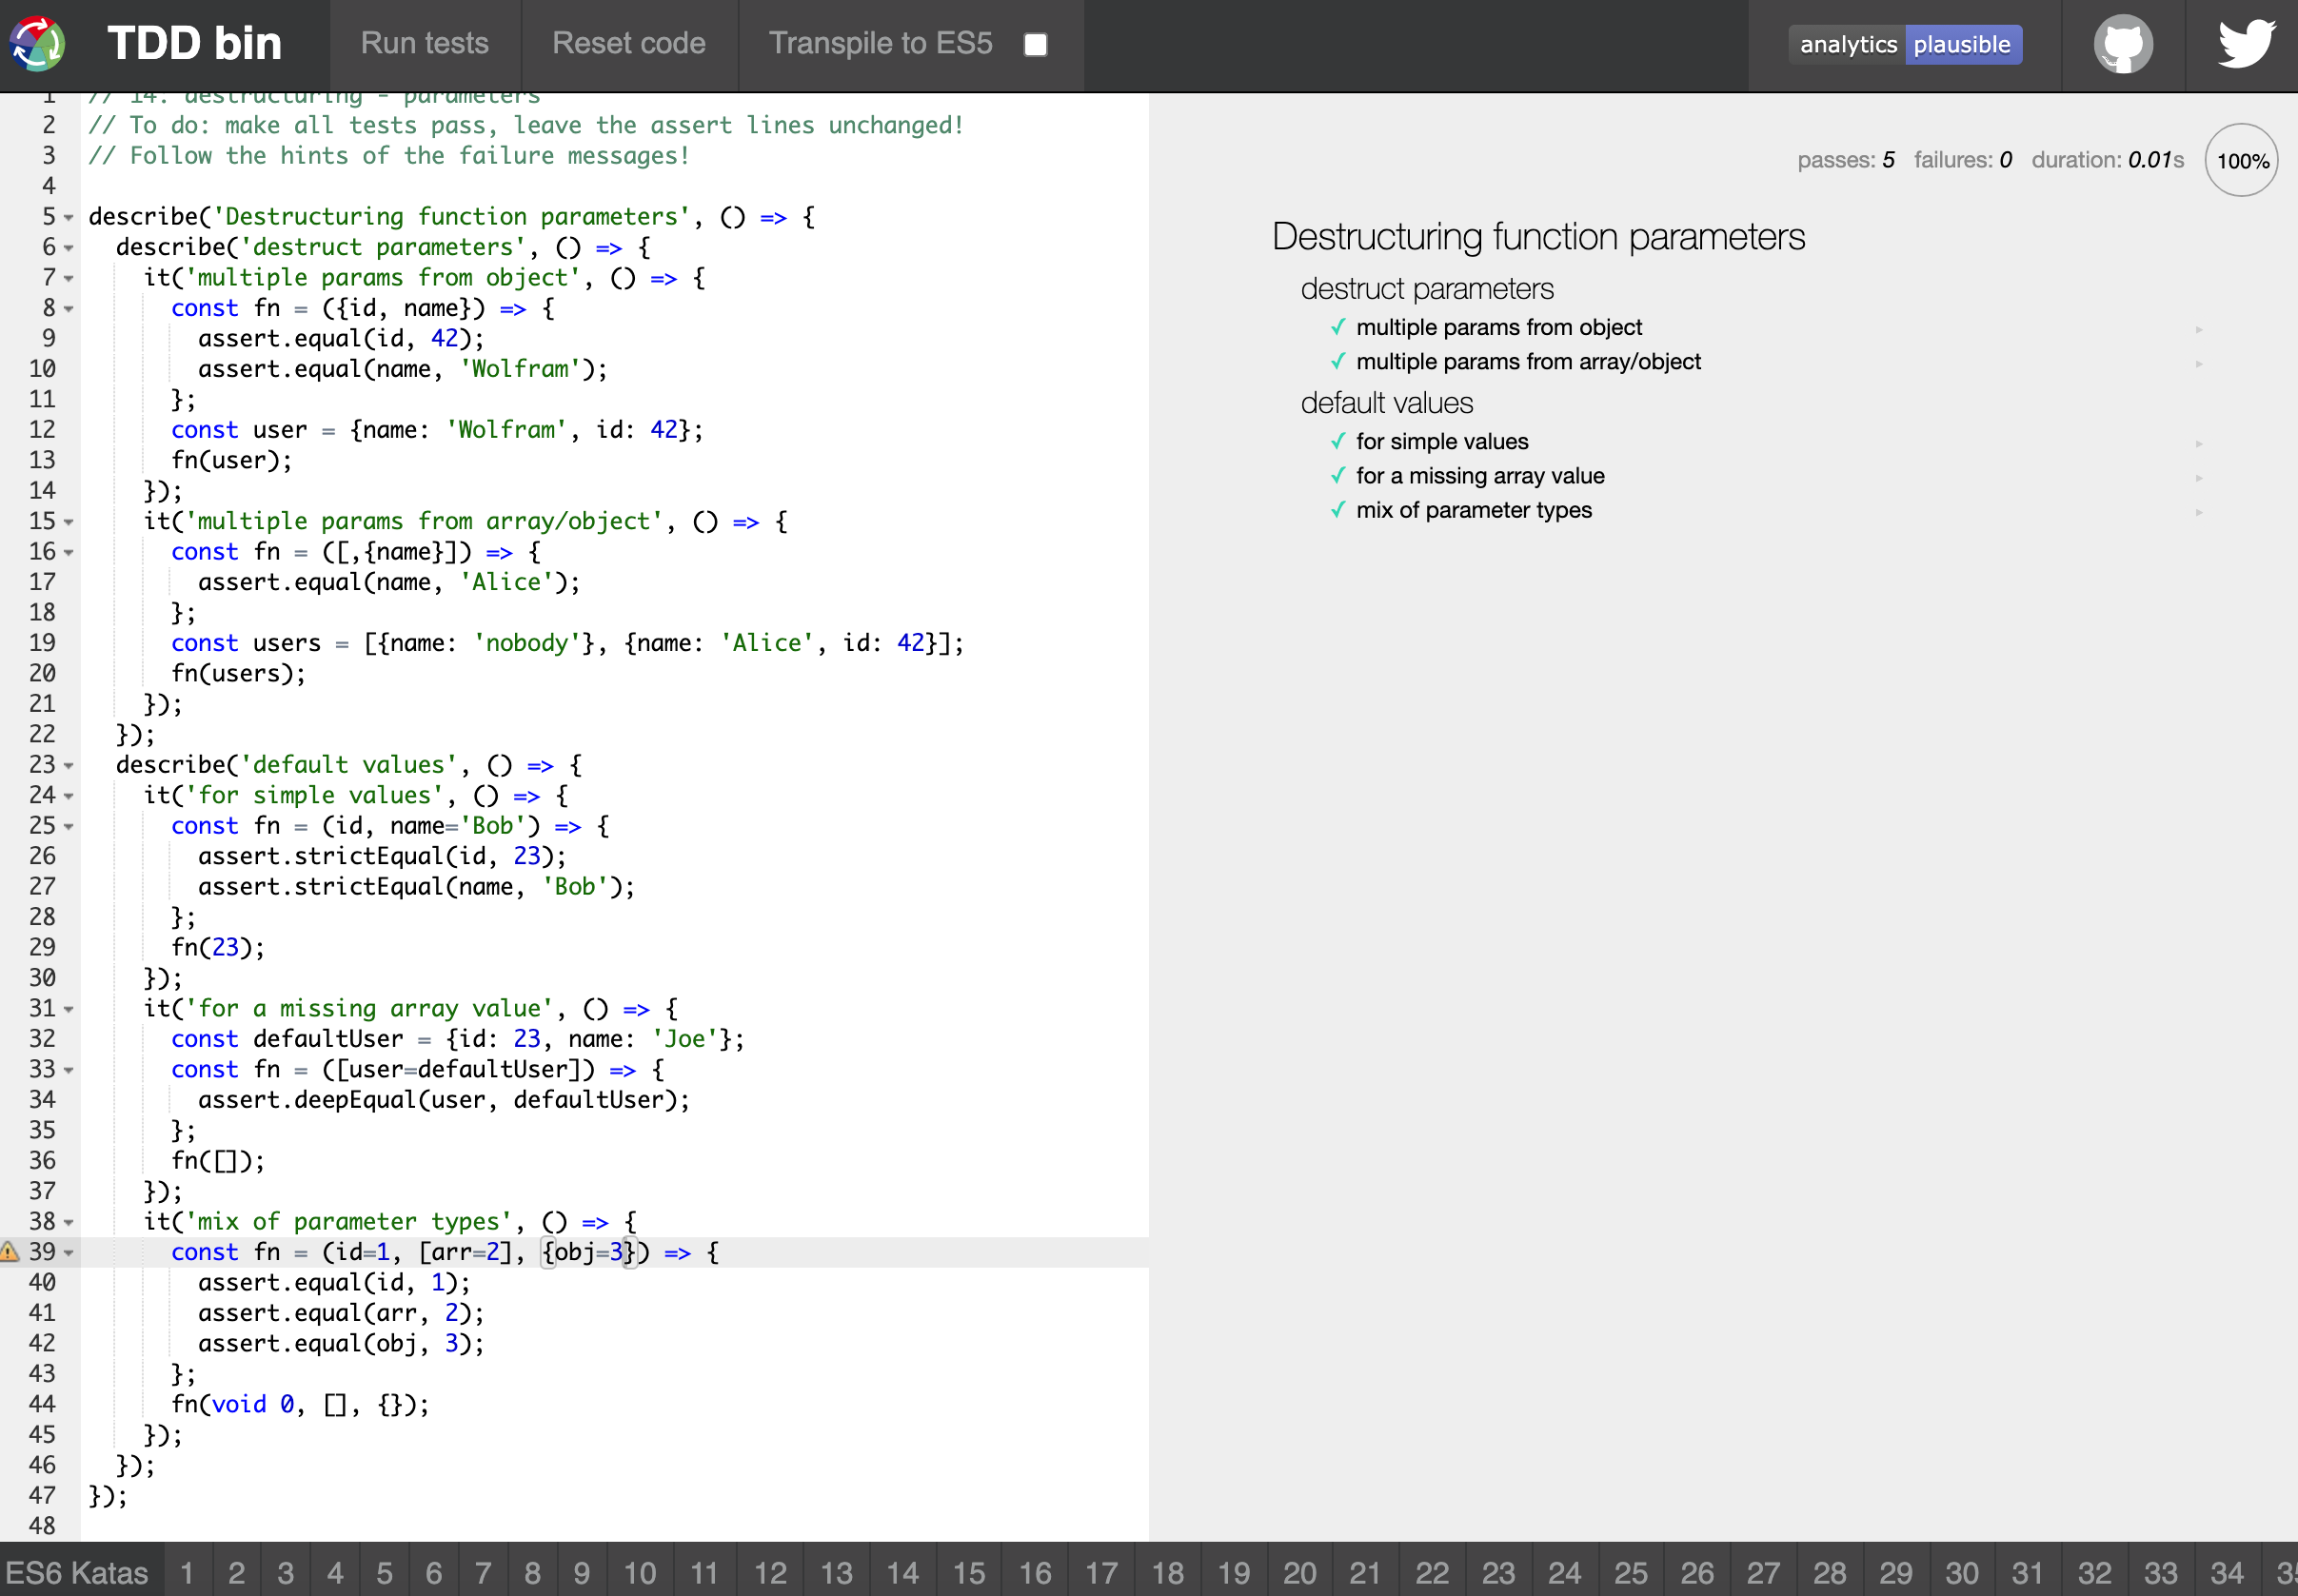 TDD bin
Run tests
Reset code
Transpile to ES5
analytics plausible
1 // 14. destructuring - parameters
2 // To do: make all tests pass, leave the assert lines unchanged!
3 // Follow the hints of the failure messages!
4
5 describe('Destructuring function parameters', () => {
6   describe('destruct parameters', () => {
7     it('multiple params from object', () => {
8       const fn = ({id, name}) => {
9         assert.equal(id, 42);
10         assert.equal(name, 'Wolfram');
11       };
12       const user = {name: 'Wolfram', id: 42};
13       fn(user);
14     });
15     it('multiple params from array/object', () => {
16       const fn = ([,{name}]) => {
17         assert.equal(name, 'Alice');
18       };
19       const users = [{name: 'nobody'}, {name: 'Alice', id: 42}];
20       fn(users);
21     });
22   });
23   describe('default values', () => {
24     it('for simple values', () => {
25       const fn = (id, name='Bob') => {
26         assert.strictEqual(id, 23);
27         assert.strictEqual(name, 'Bob');
28       };
29       fn(23);
30     });
31     it('for a missing array value', () => {
32       const defaultUser = {id: 23, name: 'Joe'};
33       const fn = ([user=defaultUser]) => {
34         assert.deepEqual(user, defaultUser);
35       };
36       fn([]);
37     });
38     it('mix of parameter types', () => {
39       const fn = (id=1, [arr=2], {obj=3}) => {
40         assert.equal(id, 1);
41         assert.equal(arr, 2);
42         assert.equal(obj, 3);
43       };
44       fn(void 0, [], {});
45     });
46   });
47 });
48
passes: 5 failures: 0 duration: 0.01s 100%
Destructuring function parameters
destruct parameters
✓ multiple params from object
✓ multiple params from array/object
default values
✓ for simple values
✓ for a missing array value
✓ mix of parameter types
ES6 Katas 1 2 3 4 5 6 7 8 9 10 11 12 13 14 15 16 17 18 19 20 21 22 23 24 25 26 27 28 29 30 31 32 33 34